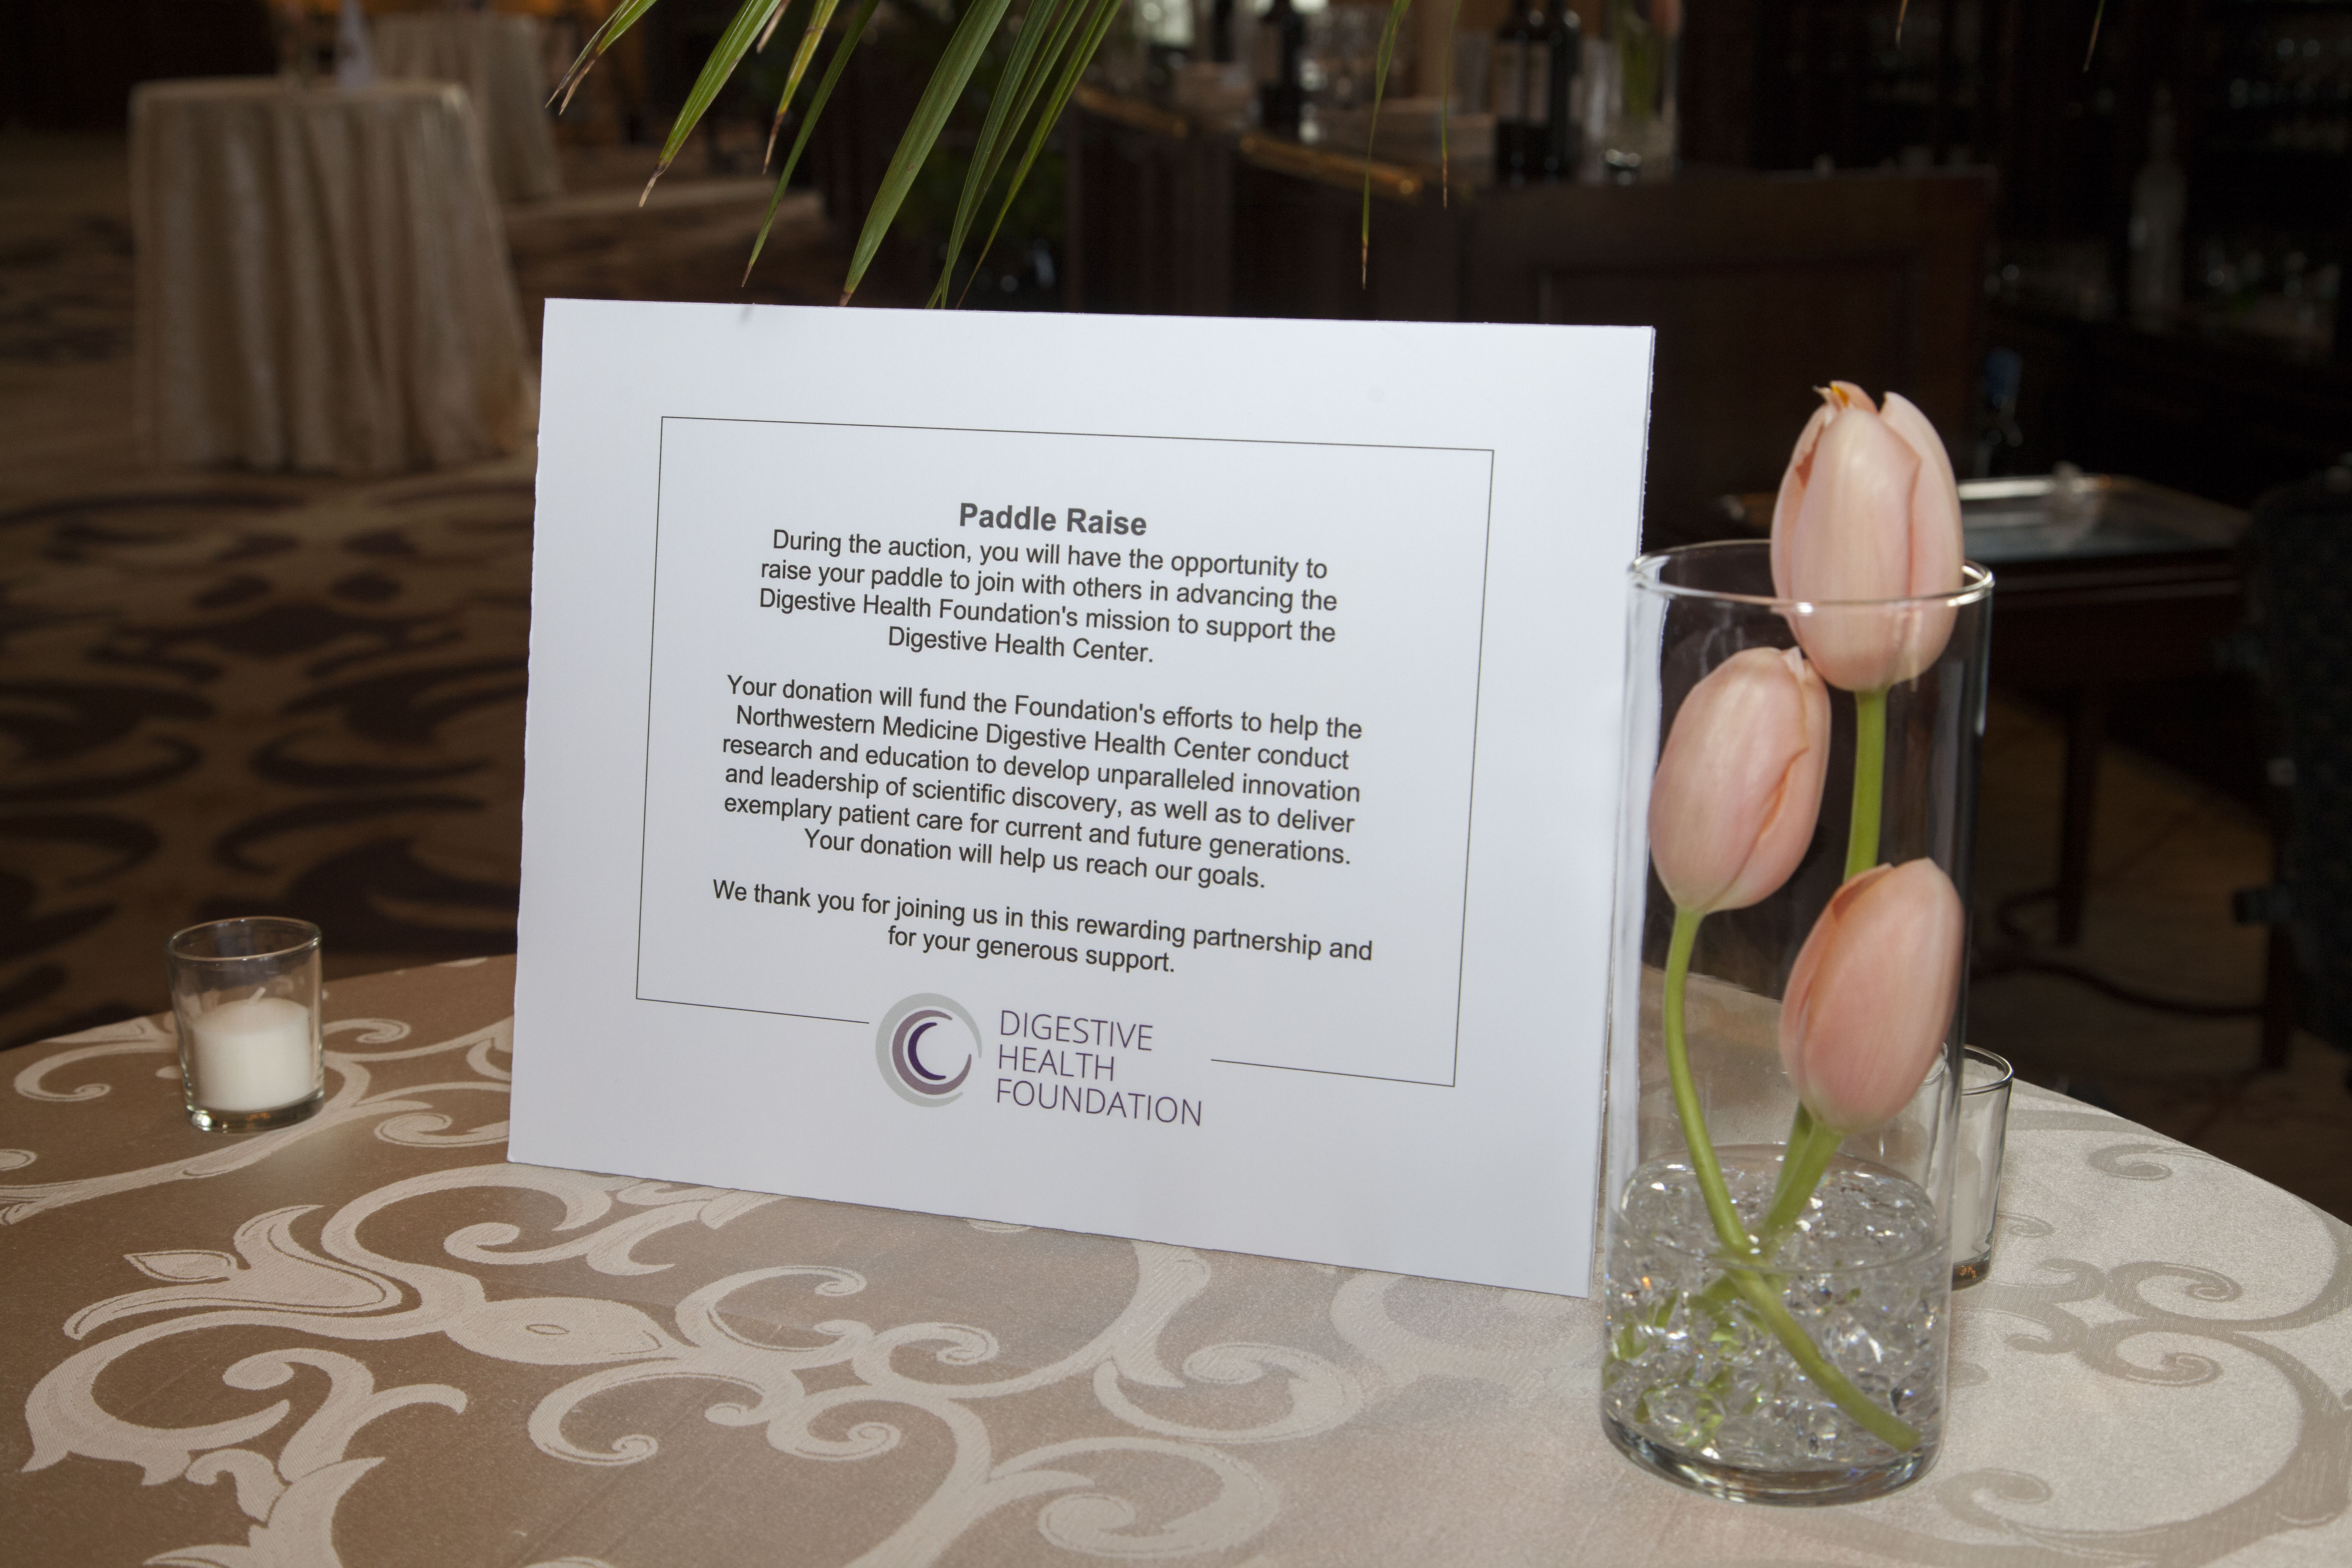 Paddle Raise
During the auction, you will have the opportunity to
raise your paddle to join with others in advancing the
Digestive Health Foundation's mission to support the
Digestive Health Center.
Your donation will fund the Foundation's efforts to help the
Northwestern Medicine Digestive Health Center conduct
research and education to develop unparalleled innovation
and leadership of scientific discovery, as well as to deliver
exemplary patient care for current and future generations.
Your donation will help us reach our goals.
We thank you for joining us in this rewarding partnership and
for your generous support.
DIGESTIVE
HEALTH
FOUNDATION